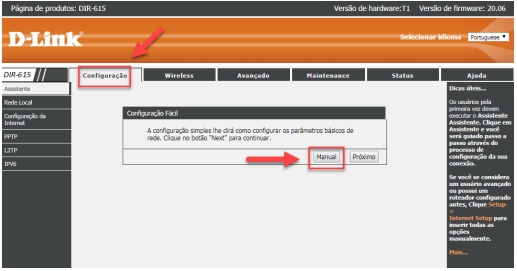 Página de produtos: DIR-615 Versão de hardware:T1 Versão de firmware: 20.06
D-Link
Selecionar idioma Portuguese
DIR-615 Configuração Wireless Avançado Maintenance Status Ajuda
Assistente
Rede Local
Configuração da
Internet
PPTP
L2TP
IPV6
Configuração Fácil
A configuração simples lhe dirá como configurar os parâmetros básicos de
rede. Clique no botão "Next" para continuar.
Manual Próximo
Dicas úteis...
Os usuários pela
primeira vez devem
executar o Assistente
Assistente. Clique em
Assistente e você
será guiado passo a
passo através do
processo de
configuração da sua
conexão.
Se você se considera
um usuário avançado
ou possui um
roteador configurado
antes, Clique Setup-
>
Internet Setup para
inserir todas as
opções
manualmente.
Mais...